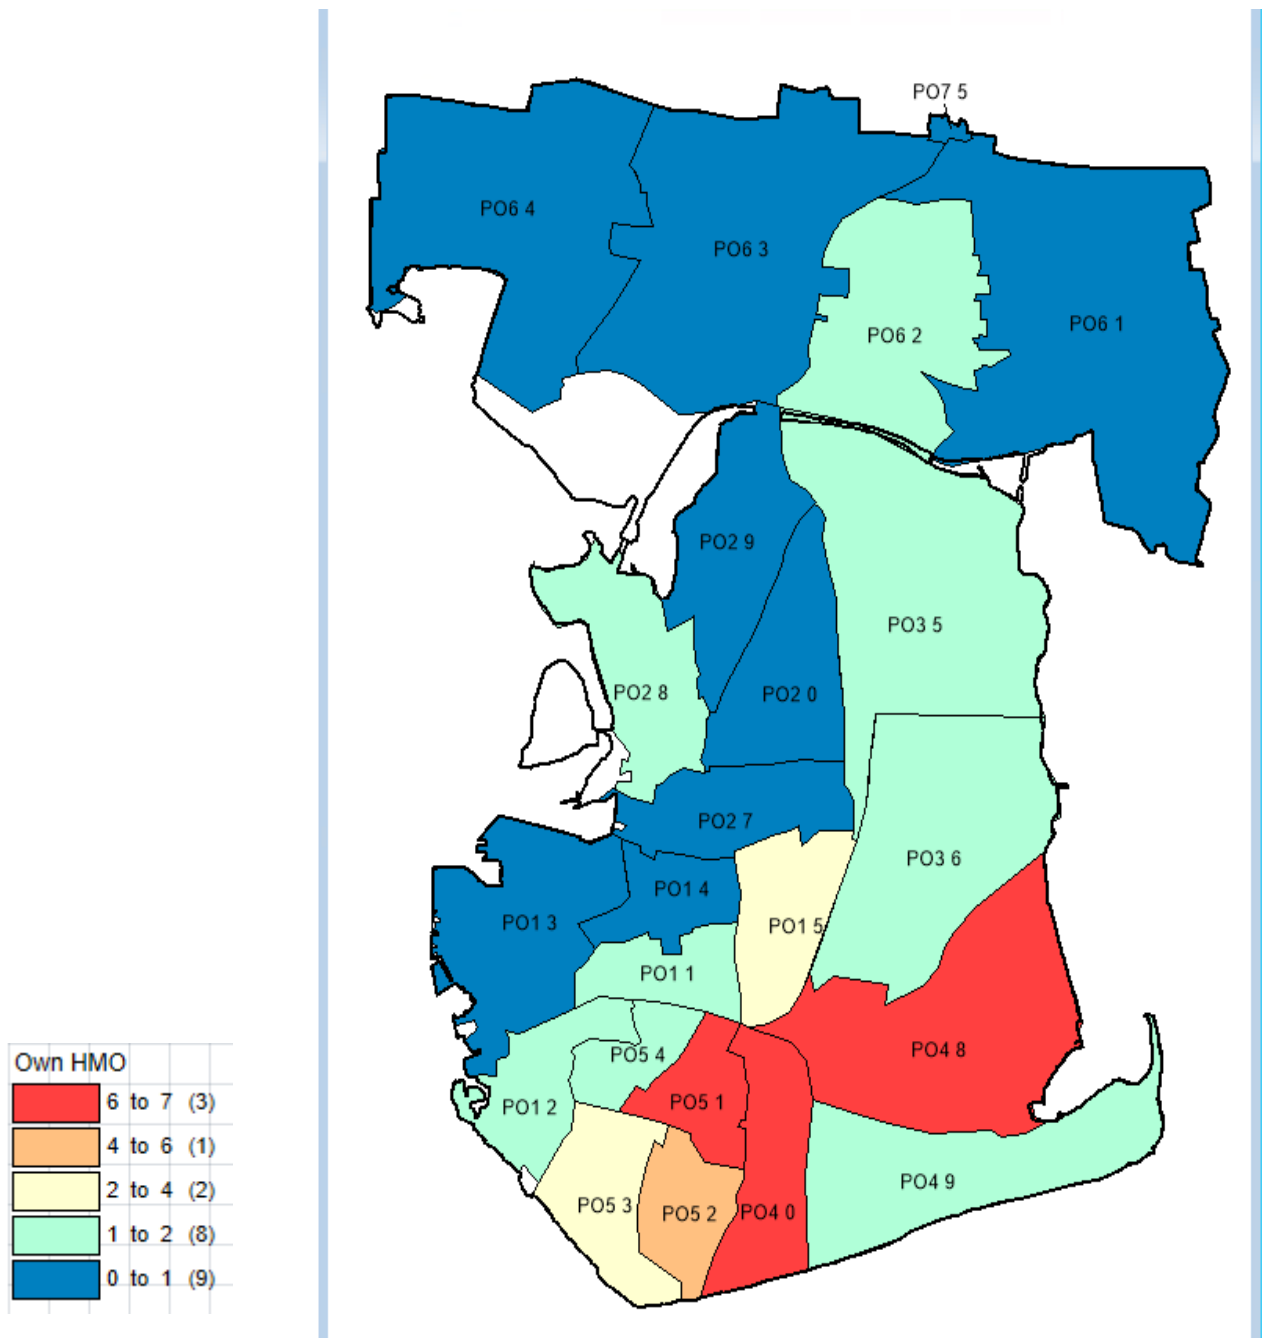 PO7 5
PO6 4
PO6 3
PO6 2
PO6 1
PO2 9
PO3 5
PO2 8
PO2 0
PO2 7
PO3 6
PO1 4
PO1 3
PO1 5
PO1 1
PO4 8
PO5 4
PO5 1
PO1 2
PO4 9
PO5 3
PO5 2
PO4 0
Own HMO
6 to 7 (3)
4 to 6 (1)
2 to 4 (2)
1 to 2 (8)
0 to 1 (9)